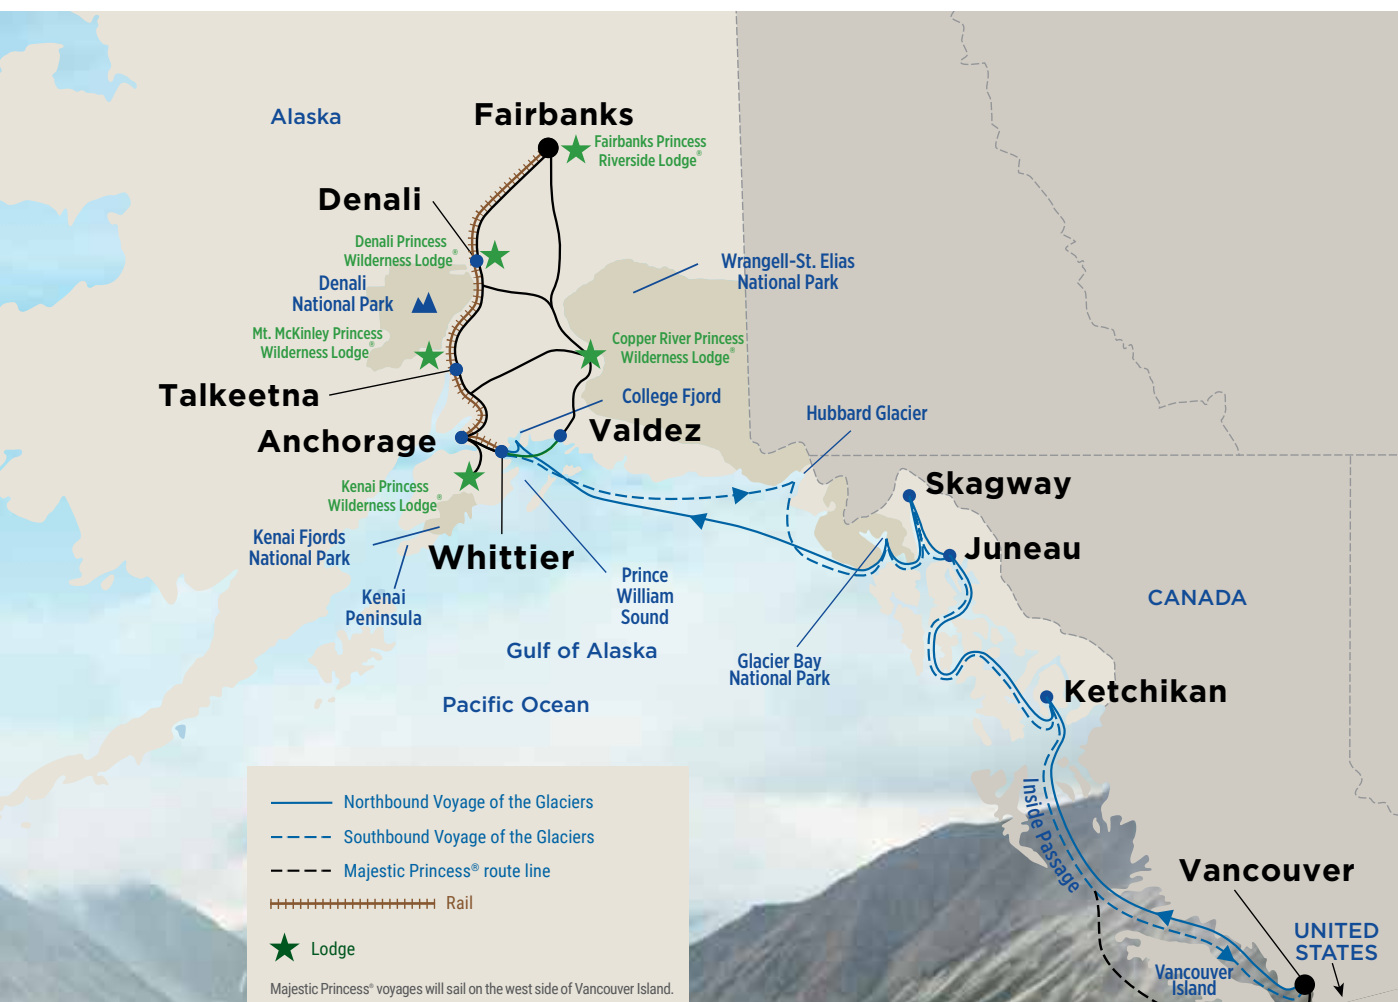 Alaska
Fairbanks
Fairbanks Princess
Riverside Lodge®
Denali
Denali Princess
Wilderness Lodge®
Denali
National Park
Wrangell-St. Elias
National Park
Mt. McKinley Princess
Wilderness Lodge®
Copper River Princess
Wilderness Lodge®
Talkeetna
College Fjord
Hubbard Glacier
Anchorage
Valdez
Skagway
Kenai Princess
Wilderness Lodge®
Kenai Fjords
National Park
Whittier
Juneau
Prince
William
Sound
Kenai
Peninsula
CANADA
Gulf of Alaska
Glacier Bay
National Park
Pacific Ocean
Ketchikan
Inside Passage
Northbound Voyage of the Glaciers
Southbound Voyage of the Glaciers
Majestic Princess® route line
Rail
Lodge
Majestic Princess® voyages will sail on the west side of Vancouver Island.
Vancouver
UNITED
STATES
Vancouver
Island